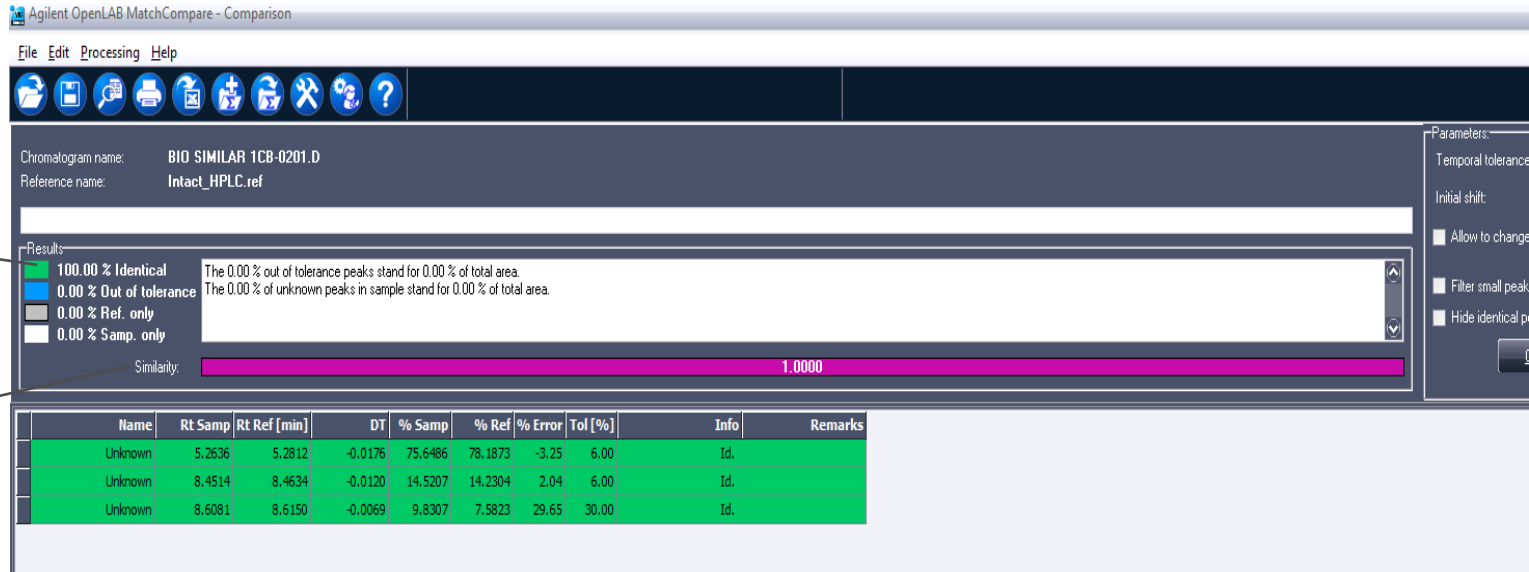 Agilent OpenLAB MatchCompare - Comparison
File Edit Processing Help
Parameters:
Chromatogram name: BIO SIMILAR 1CB-0201.D
Temporal tolerance
Reference name: Intact_HPLC.ref
Initial shift:
Allow to change
Results
100.00 % Identical
0.00 % Out of tolerance
0.00 % Ref. only
0.00 % Samp. only
The 0.00 % out of tolerance peaks stand for 0.00 % of total area.
The 0.00 % of unknown peaks in sample stand for 0.00 % of total area.
Filter small peak
Hide identical
Similarity: 1.0000
Name Rt Samp Rt Ref [min] DT % Samp % Ref % Error Tol [%] Info Remarks
Unknown 5.2636 5.2812 -0.0176 75.6486 78.1873 -3.25 6.00 Id.
Unknown 8.4514 8.4634 -0.0120 14.5207 14.2304 2.04 6.00 Id.
Unknown 8.6081 8.6150 -0.0069 9.8307 7.5823 29.65 30.00 Id.